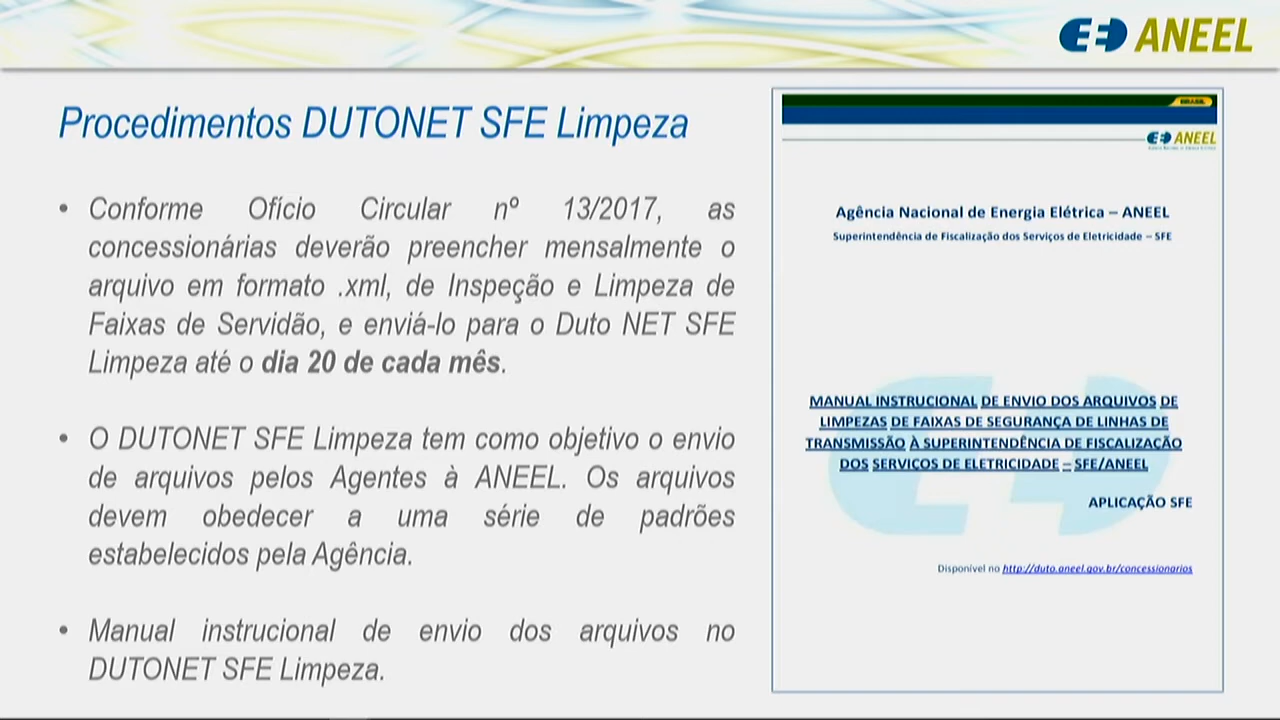 ANEEL
Procedimentos DUTONET SFE Limpeza
• Conforme Ofício Circular nº 13/2017, as
concessionárias deverão preencher mensalmente o
arquivo em formato .xml, de Inspeção e Limpeza de
Faixas de Servidão, e enviá-lo para o Duto NET SFE
Limpeza até o dia 20 de cada mês.
• O DUTONET SFE Limpeza tem como objetivo o envio
de arquivos pelos Agentes à ANEEL. Os arquivos
devem obedecer a uma série de padrões
estabelecidos pela Agência.
• Manual instrucional de envio dos arquivos no
DUTONET SFE Limpeza.
BRASIL
ANEEL
Agência Nacional de Energia Elétrica
Agência Nacional de Energia Elétrica – ANEEL
Superintendência de Fiscalização dos Serviços de Eletricidade – SFE
MANUAL INSTRUCIONAL DE ENVIO DOS ARQUIVOS DE
LIMPEZAS DE FAIXAS DE SEGURANÇA DE LINHAS DE
TRANSMISSÃO À SUPERINTENDÊNCIA DE FISCALIZAÇÃO
DOS SERVIÇOS DE ELETRICIDADE – SFE/ANEEL
APLICAÇÃO SFE
Disponível no http://duto.aneel.gov.br/concessionarios